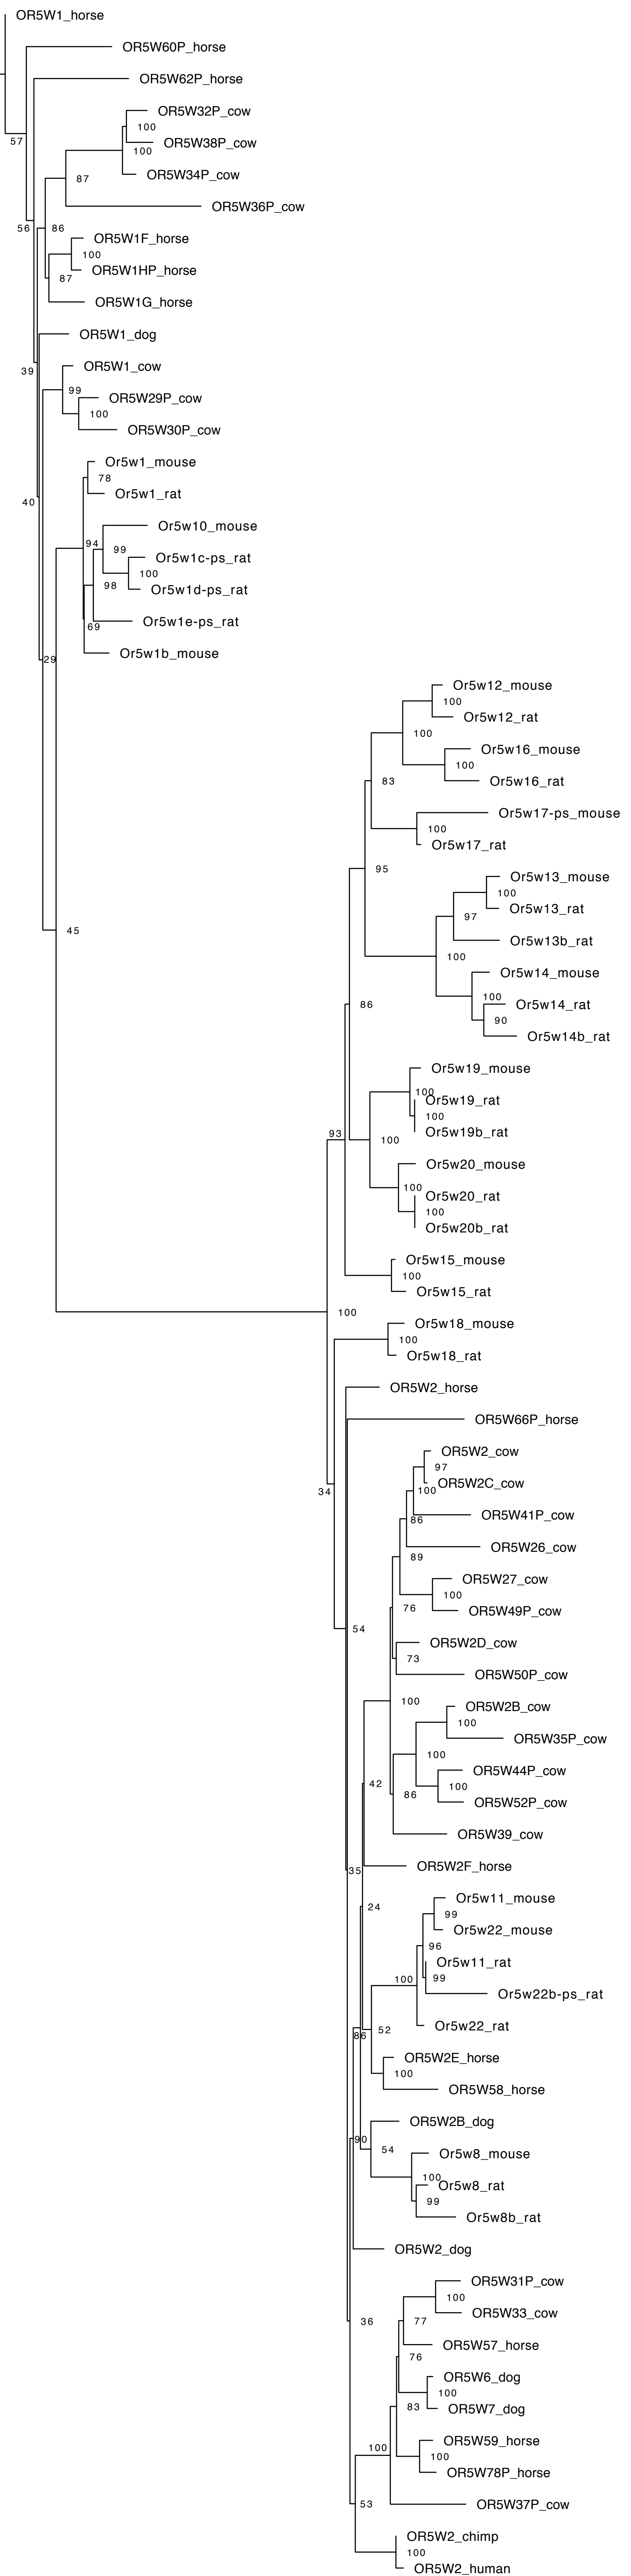 OR5W1_horse
OR5W60P_horse
57
OR5W62P_horse
OR5W32P_cow
100
OR5W38P_cow
100
OR5W34P_cow
87
OR5W36P_cow
56
86
OR5W1F_horse
100
OR5W1HP_horse
87
OR5W1G_horse
OR5W1_dog
39
OR5W1_cow
99
OR5W29P_cow
100
OR5W30P_cow
Or5w1_mouse
78
Or5w1_rat
40
Or5w10_mouse
94
99
Or5w1c-ps_rat
100
98
Or5w1d-ps_rat
Or5w1e-ps_rat
69
Or5w1b_mouse
29
Or5w12_mouse
100
Or5w12_rat
100
Or5w16_mouse
100
Or5w16_rat
83
Or5w17-ps_mouse
100
Or5w17_rat
95
Or5w13_mouse
100
Or5w13_rat
97
45
Or5w13b_rat
100
Or5w14_mouse
100
Or5w14_rat
86
90
Or5w14b_rat
Or5w19_mouse
100
Or5w19_rat
100
Or5w19b_rat
93
100
Or5w20_mouse
100
Or5w20_rat
100
Or5w20b_rat
Or5w15_mouse
100
Or5w15_rat
100
Or5w18_mouse
100
Or5w18_rat
OR5W2_horse
OR5W66P_horse
OR5W2_cow
97
OR5W2C_cow
34
100
OR5W41P_cow
86
OR5W26_cow
89
OR5W27_cow
100
76
OR5W49P_cow
54
OR5W2D_cow
73
OR5W50P_cow
100
OR5W2B_cow
100
OR5W35P_cow
100
OR5W44P_cow
42
100
86
OR5W52P_cow
OR5W39_cow
35
OR5W2F_horse
Or5w11_mouse
24
99
Or5w22_mouse
96
Or5w11_rat
100
99
Or5w22b-ps_rat
Or5w22_rat
86
52
OR5W2E_horse
100
OR5W58_horse
OR5W2B_dog
90
54
Or5w8_mouse
100
Or5w8_rat
99
Or5w8b_rat
OR5W2_dog
OR5W31P_cow
100
OR5W33_cow
36
77
OR5W57_horse
76
OR5W6_dog
100
83
OR5W7_dog
OR5W59_horse
100
100
OR5W78P_horse
53
OR5W37P_cow
OR5W2_chimp
100
OR5W2_human